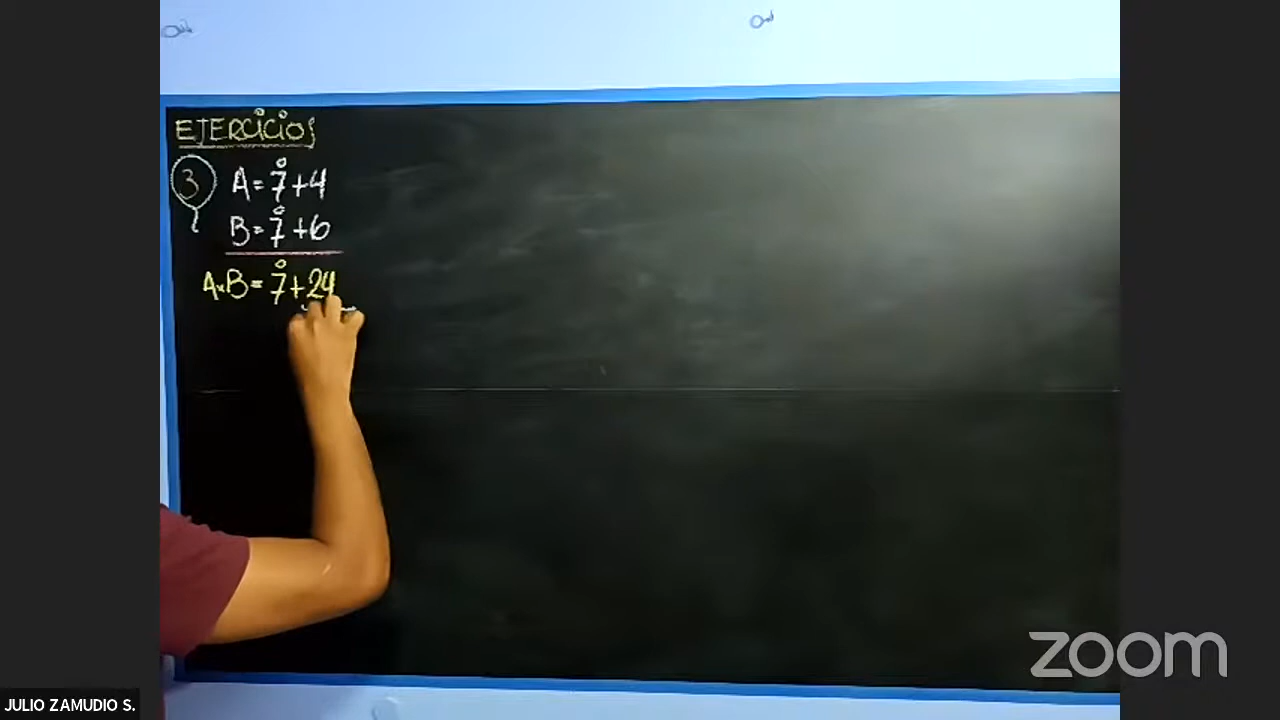 EJERCICIOS
3 A = 7̊ + 4
B = 7̊ + 6
A×B = 7̊ + 24
zoom
JULIO ZAMUDIO S.